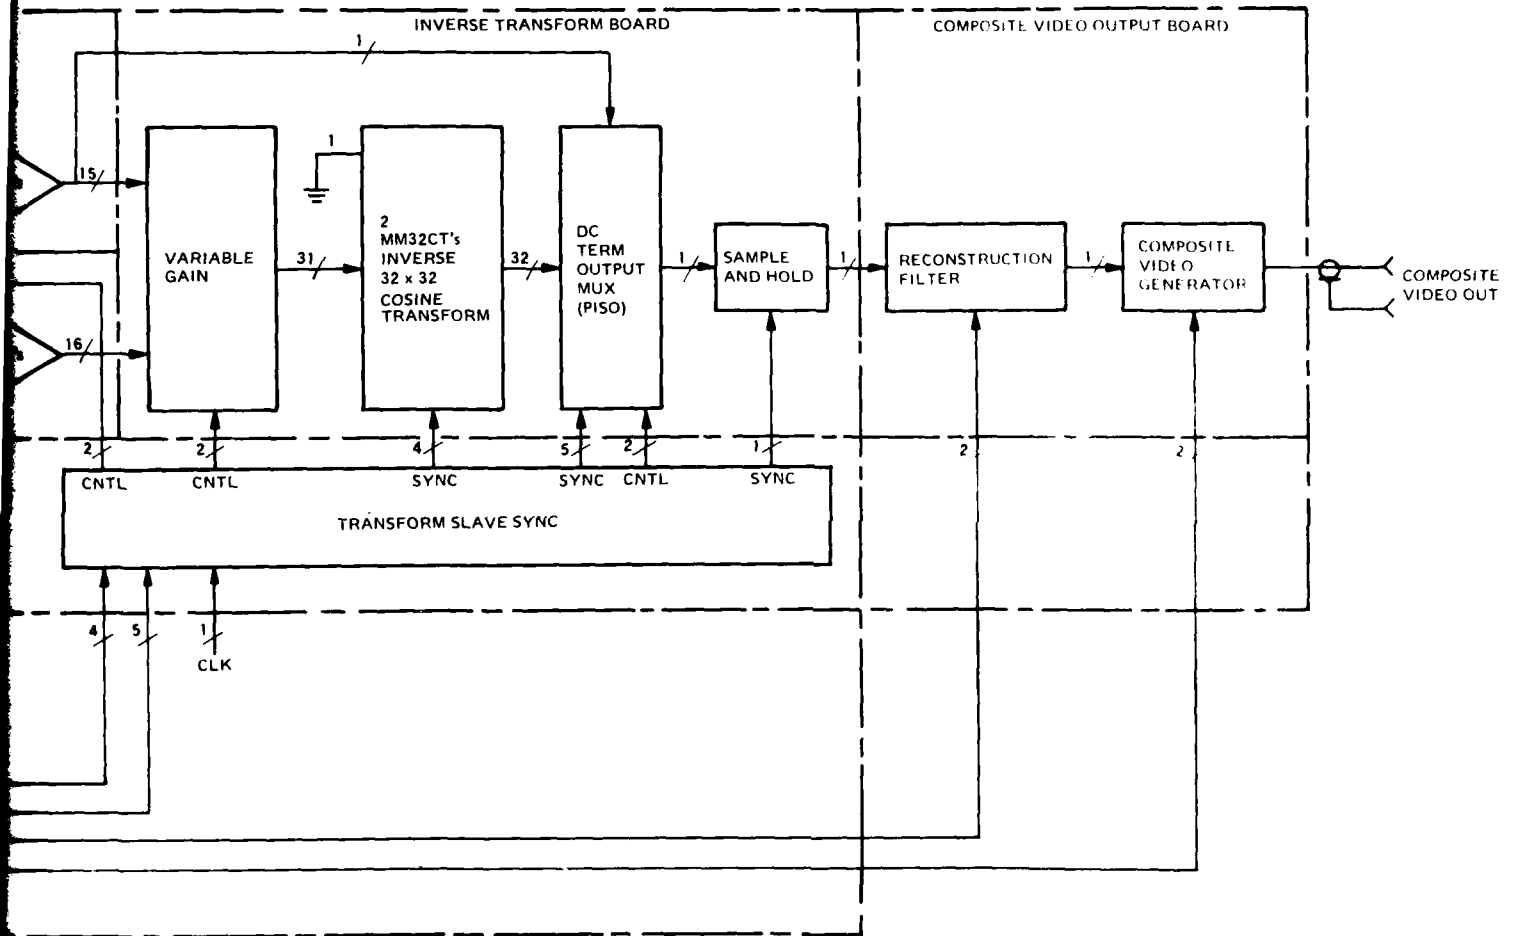 INVERSE TRANSFORM BOARD
COMPOSITE VIDEO OUTPUT BOARD
1
15
16
VARIABLE
GAIN
31
1
2
MM32CT's
INVERSE
32 x 32
COSINE
TRANSFORM
32
DC
TERM
OUTPUT
MUX
(PISO)
1
SAMPLE
AND HOLD
1
RECONSTRUCTION
FILTER
1
COMPOSITE
VIDEO
GENERATOR
COMPOSITE
VIDEO OUT
2
2
4
5
2
1
2
2
CNTL
CNTL
SYNC
SYNC
CNTL
SYNC
TRANSFORM SLAVE SYNC
4
5
1
CLK